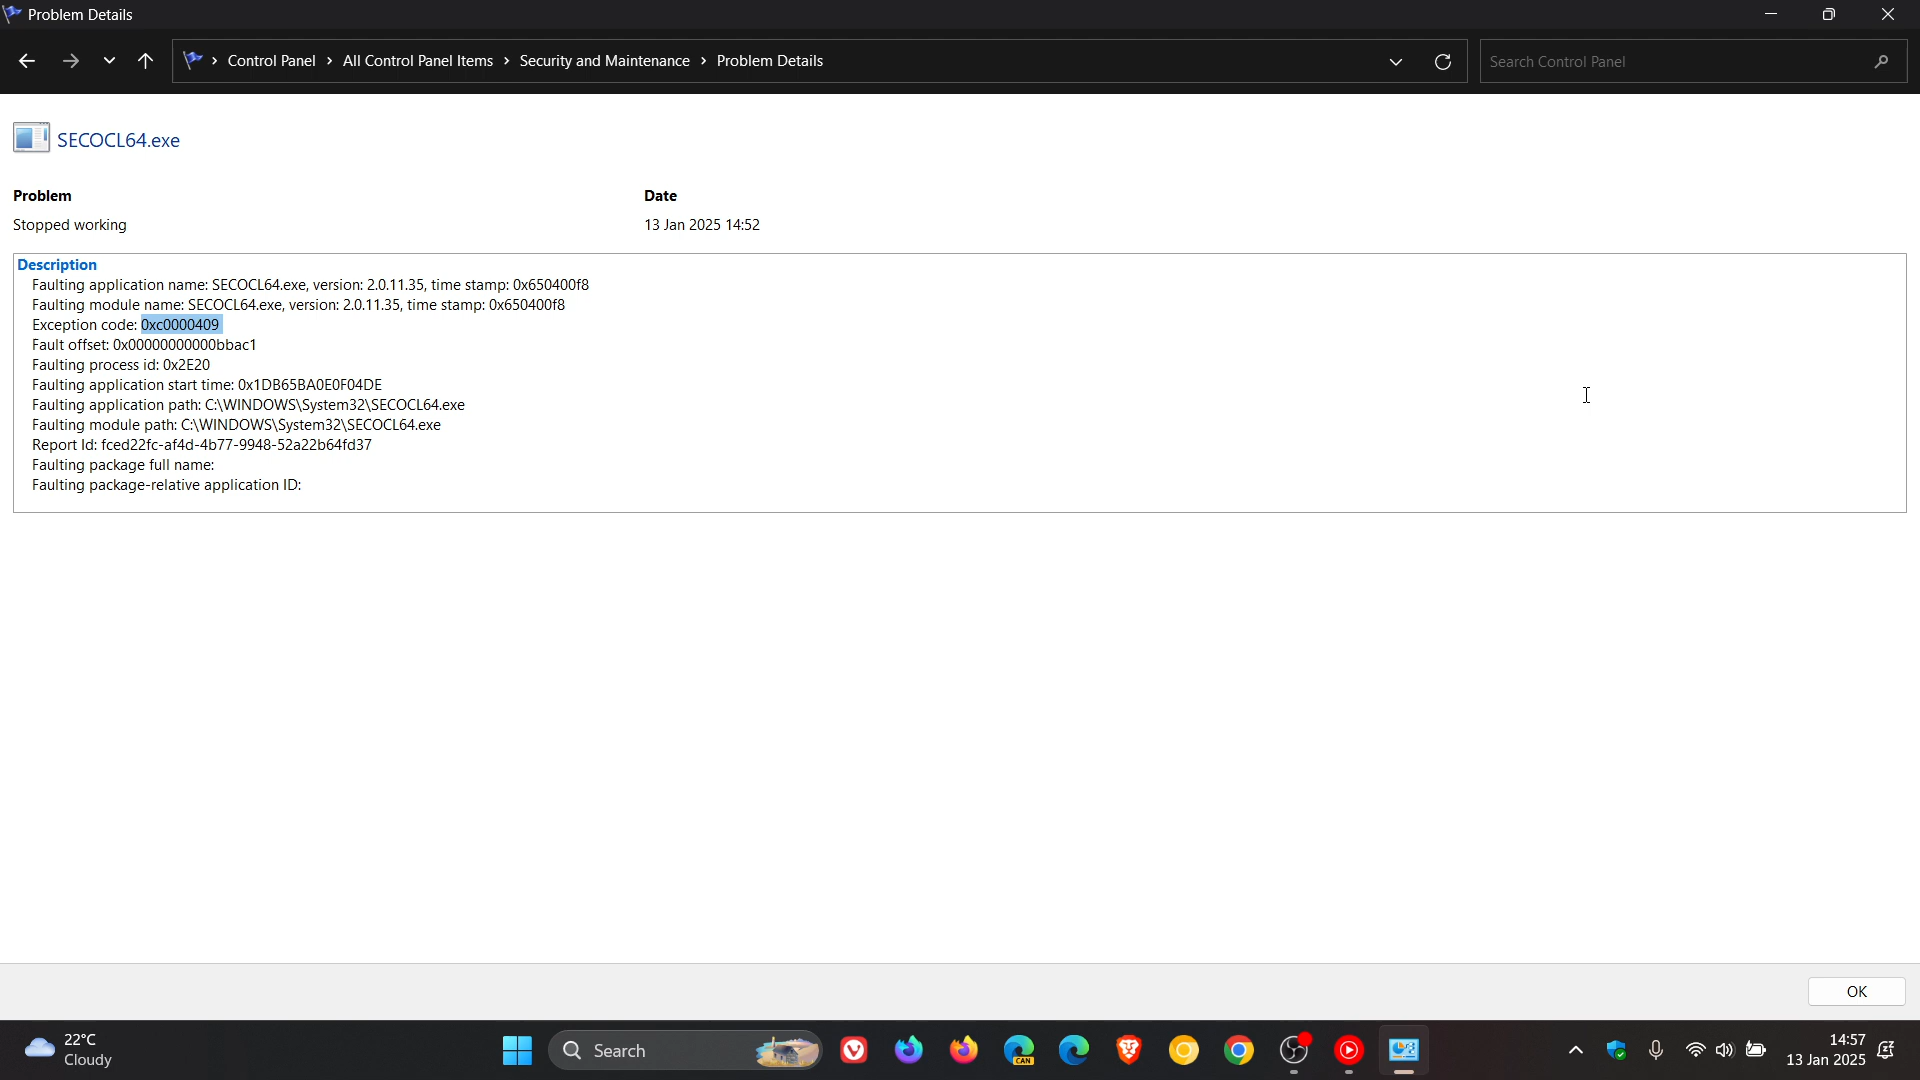 Problem Details
Control Panel > All Control Panel Items > Security and Maintenance > Problem Details
Search Control Panel
SECOCL64.exe
Problem Date
Stopped working 13 Jan 2025 14:52
Description
Faulting application name: SECOCL64.exe, version: 2.0.11.35, time stamp: 0x650400f8
Faulting module name: SECOCL64.exe, version: 2.0.11.35, time stamp: 0x650400f8
Exception code: 0xc0000409
Fault offset: 0x00000000000bbac1
Faulting process id: 0x2E20
Faulting application start time: 0x1DB65BA0E0F04DE
Faulting application path: C:\WINDOWS\System32\SECOCL64.exe
Faulting module path: C:\WINDOWS\System32\SECOCL64.exe
Report Id: fced22fc-af4d-4b77-9948-52a22b64fd37
Faulting package full name:
Faulting package-relative application ID:
OK
22°C
Cloudy
Search
CAN
14:57
13 Jan 2025